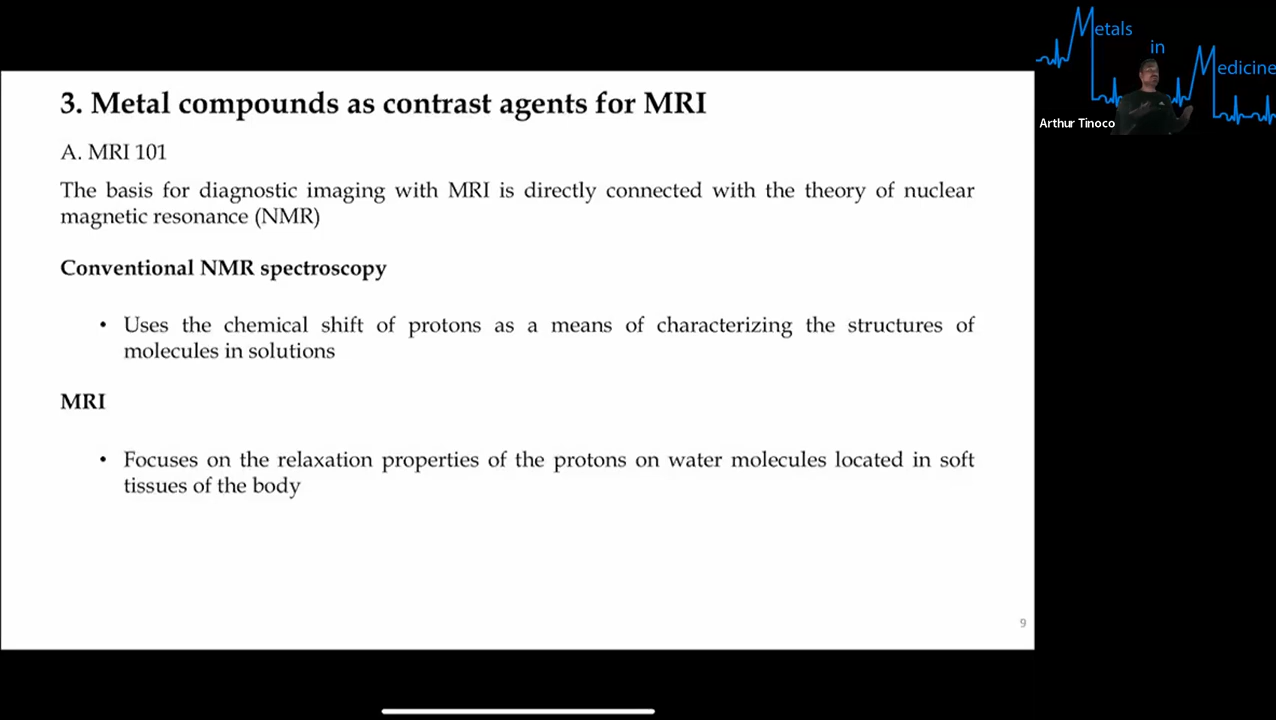 3. Metal compounds as contrast agents for MRI
A. MRI 101
The basis for diagnostic imaging with MRI is directly connected with the theory of nuclear
magnetic resonance (NMR)
Conventional NMR spectroscopy
• Uses the chemical shift of protons as a means of characterizing the structures of
molecules in solutions
MRI
• Focuses on the relaxation properties of the protons on water molecules located in soft
tissues of the body
9
Metals
in
Medicine
Arthur Tinoco